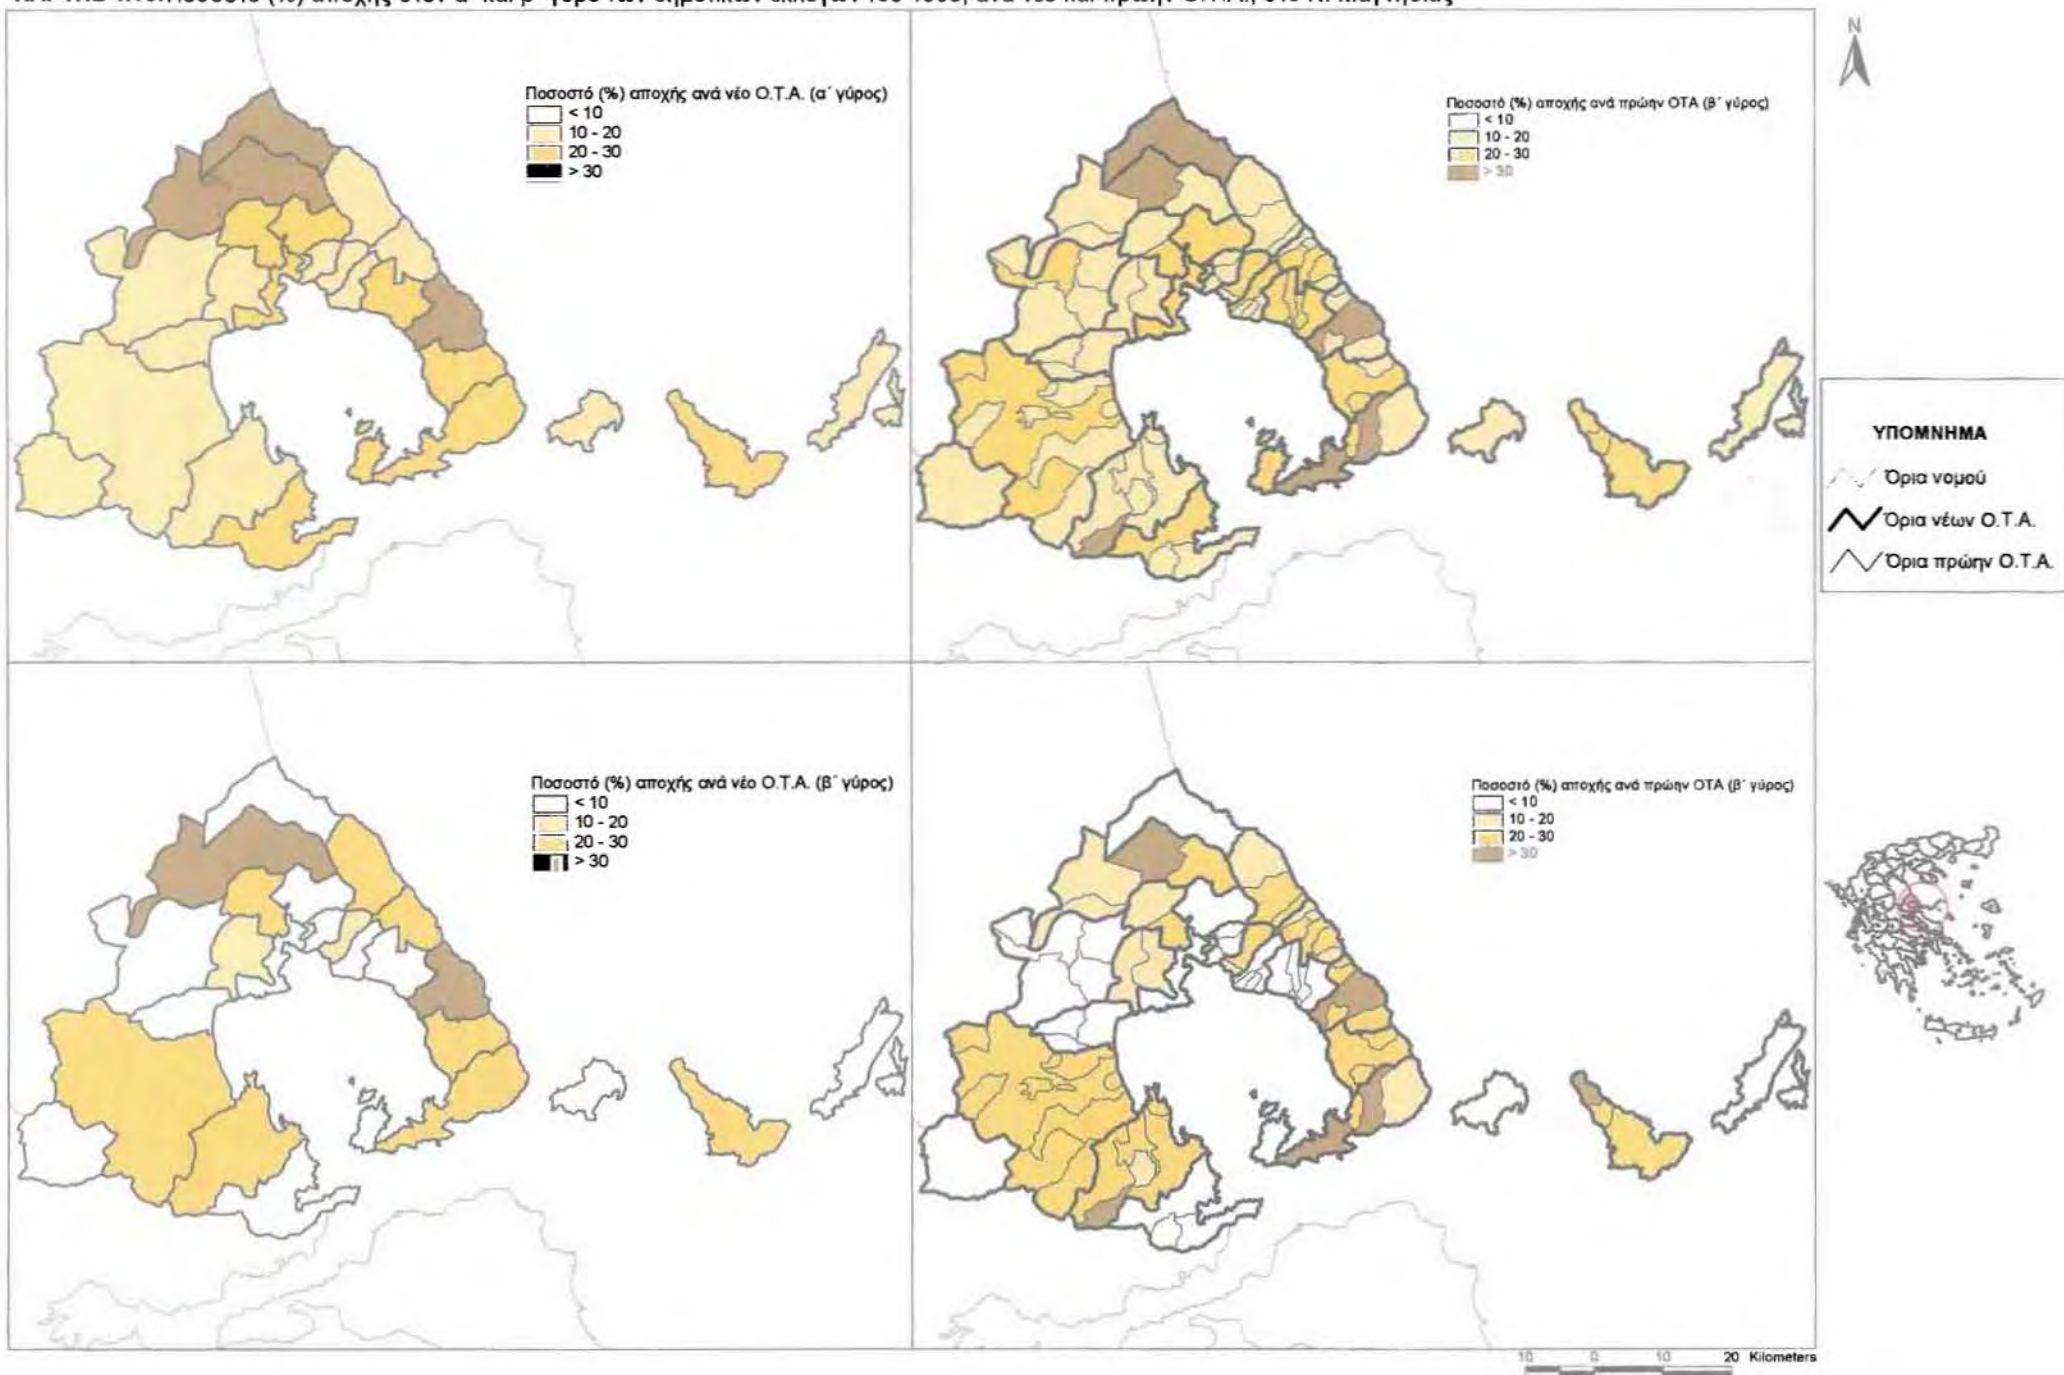 Ποσοστό (%) αποχής ανά νέο Ο.Τ.Α. (α΄ γύρος)
< 10
10 - 20
20 - 30
> 30
Ποσοστό (%) αποχής ανά πρώην ΟΤΑ (β΄ γύρος)
< 10
10 - 20
20 - 30
> 30
N
ΥΠΟΜΝΗΜΑ
Όρια νομού
Όρια νέων Ο.Τ.Α.
Όρια πρώην Ο.Τ.Α.
Ποσοστό (%) αποχής ανά νέο Ο.Τ.Α. (β΄ γύρος)
< 10
10 - 20
20 - 30
> 30
Ποσοστό (%) αποχής ανά πρώην ΟΤΑ (β΄ γύρος)
< 10
10 - 20
20 - 30
> 30
10 0 10 20 Kilometers